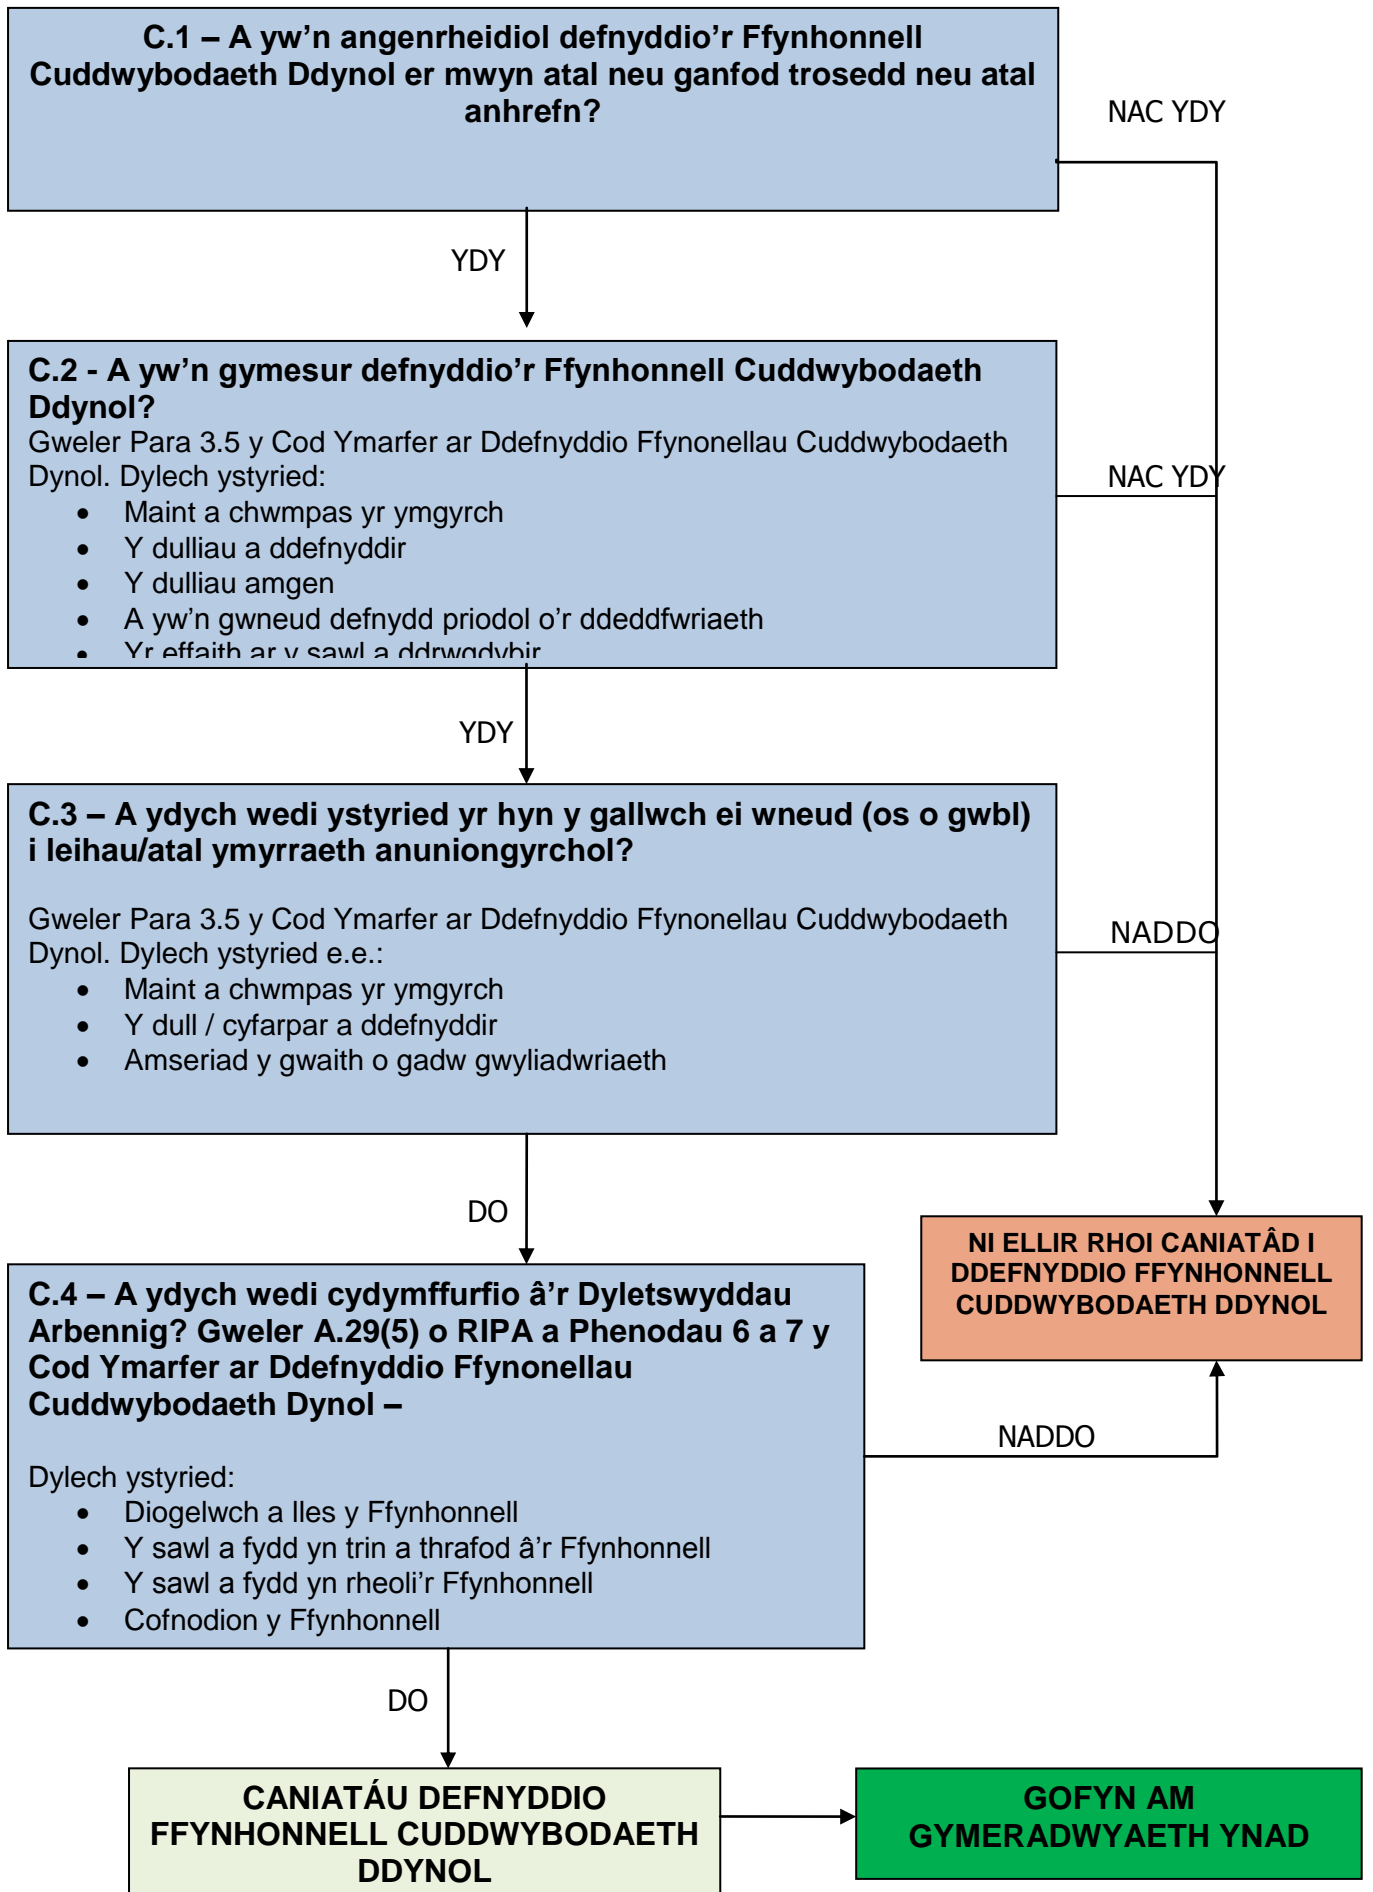 C.1 – A yw’n angenrheidiol defnyddio’r Ffynhonnell
Cuddwybodaeth Ddynol er mwyn atal neu ganfod trosedd neu atal
anhrefn?
NAC YDY
YDY
C.2 - A yw’n gymesur defnyddio’r Ffynhonnell Cuddwybodaeth
Ddynol?
Gweler Para 3.5 y Cod Ymarfer ar Ddefnyddio Ffynonellau Cuddwybodaeth
Dynol. Dylech ystyried:
• Maint a chwmpas yr ymgyrch
• Y dulliau a ddefnyddir
• Y dulliau amgen
• A yw’n gwneud defnydd priodol o’r ddeddfwriaeth
• Yr effaith ar y sawl a ddrwgdybir
NAC YDY
YDY
C.3 – A ydych wedi ystyried yr hyn y gallwch ei wneud (os o gwbl)
i leihau/atal ymyrraeth anuniongyrchol?
Gweler Para 3.5 y Cod Ymarfer ar Ddefnyddio Ffynonellau Cuddwybodaeth
Dynol. Dylech ystyried e.e.:
• Maint a chwmpas yr ymgyrch
• Y dull / cyfarpar a ddefnyddir
• Amseriad y gwaith o gadw gwyliadwriaeth
NADDO
DO
NI ELLIR RHOI CANIATÂD I
DDEFNYDDIO FFYNHONNELL
CUDDWYBODAETH DDYNOL
C.4 – A ydych wedi cydymffurfio â’r Dyletswyddau
Arbennig? Gweler A.29(5) o RIPA a Phenodau 6 a 7 y
Cod Ymarfer ar Ddefnyddio Ffynonellau
Cuddwybodaeth Dynol –
Dylech ystyried:
• Diogelwch a lles y Ffynhonnell
• Y sawl a fydd yn trin a thrafod â’r Ffynhonnell
• Y sawl a fydd yn rheoli’r Ffynhonnell
• Cofnodion y Ffynhonnell
NADDO
DO
CANIATÁU DEFNYDDIO
FFYNHONNELL CUDDWYBODAETH
DDYNOL
GOFYN AM
GYMERADWYAETH YNAD